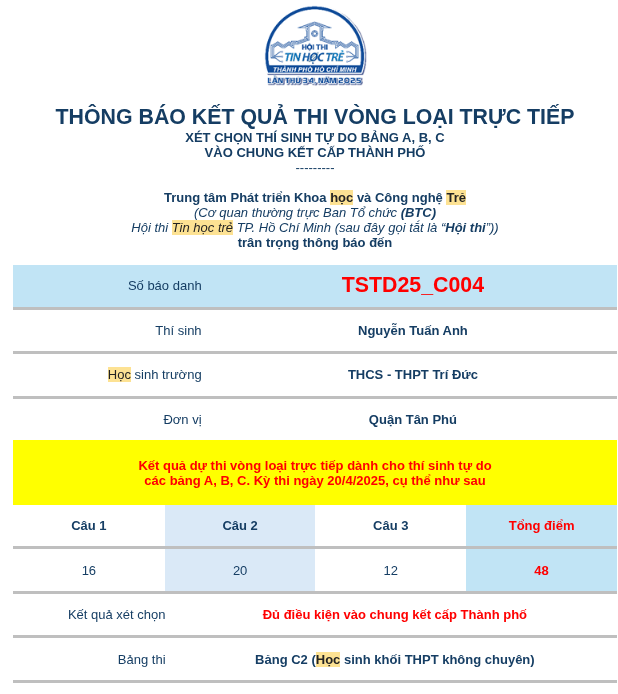 HỘI THI
TIN HỌC TRẺ
THÀNH PHỐ HỒ CHÍ MINH
LẦN THỨ 34, NĂM 2025
THÔNG BÁO KẾT QUẢ THI VÒNG LOẠI TRỰC TIẾP
XÉT CHỌN THÍ SINH TỰ DO BẢNG A, B, C
VÀO CHUNG KẾT CẤP THÀNH PHỐ
---------
Trung tâm Phát triển Khoa học và Công nghệ Trẻ
(Cơ quan thường trực Ban Tổ chức (BTC)
Hội thi Tin học trẻ TP. Hồ Chí Minh (sau đây gọi tắt là “Hội thi”))
trân trọng thông báo đến
Số báo danh TSTD25_C004
Thí sinh Nguyễn Tuấn Anh
Học sinh trường THCS - THPT Trí Đức
Đơn vị Quận Tân Phú
Kết quả dự thi vòng loại trực tiếp dành cho thí sinh tự do
các bảng A, B, C. Kỳ thi ngày 20/4/2025, cụ thể như sau
Câu 1 Câu 2 Câu 3 Tổng điểm
16 20 12 48
Kết quả xét chọn Đủ điều kiện vào chung kết cấp Thành phố
Bảng thi Bảng C2 (Học sinh khối THPT không chuyên)